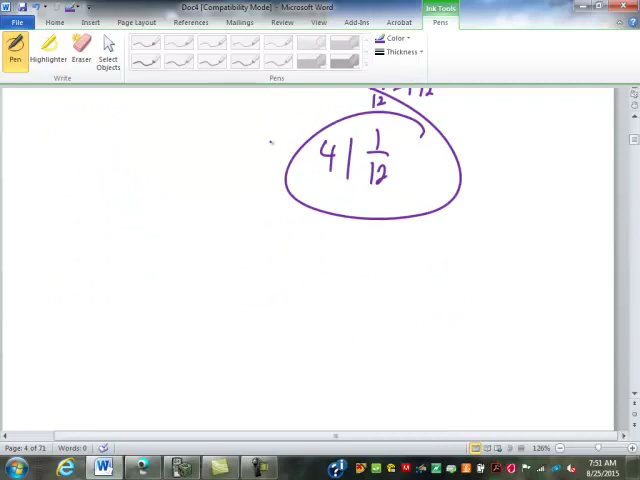 Doc4 [Compatibility Mode] - Microsoft Word
Ink Tools
File Home Insert Page Layout References Mailings Review View Add-Ins Acrobat Pens
Pen
Highlighter
Eraser
Select Objects
Color
Thickness
Write
Pens
12
12
4 | 1
12
Page: 4 of 71 Words: 0 126%
7:51 AM
8/25/2015